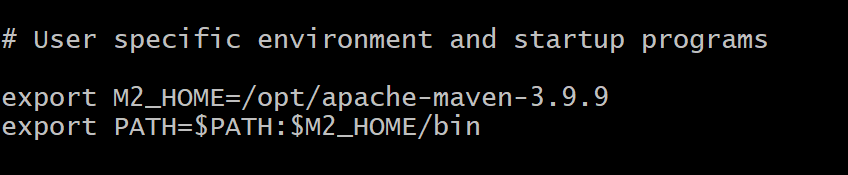 # User specific environment and startup programs
export M2_HOME=/opt/apache-maven-3.9.9
export PATH=$PATH:$M2_HOME/bin